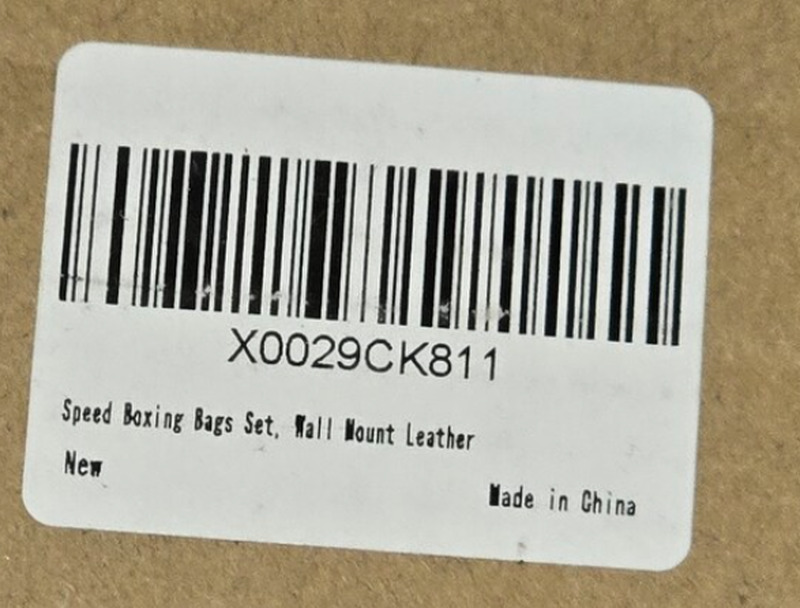 X0029CK811
Speed Boxing Bags Set, Wall Mount Leather
New
Made in China